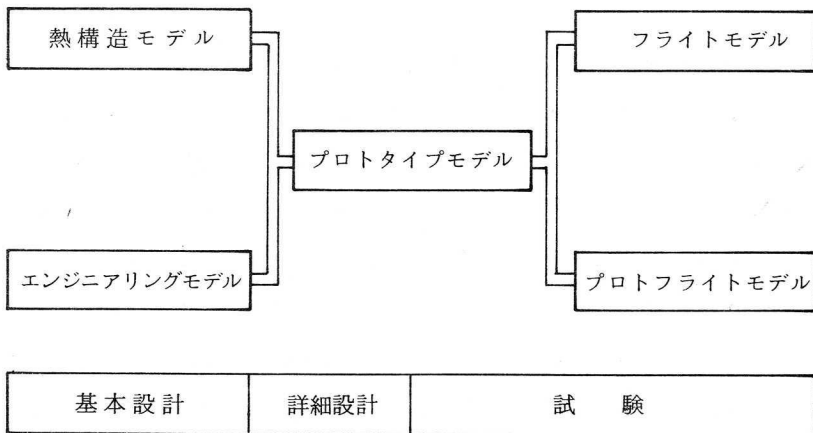 熱構造モデル
フライトモデル
プロトタイプモデル
エンジニアリングモデル
プロトフライトモデル
基本設計
詳細設計
試験